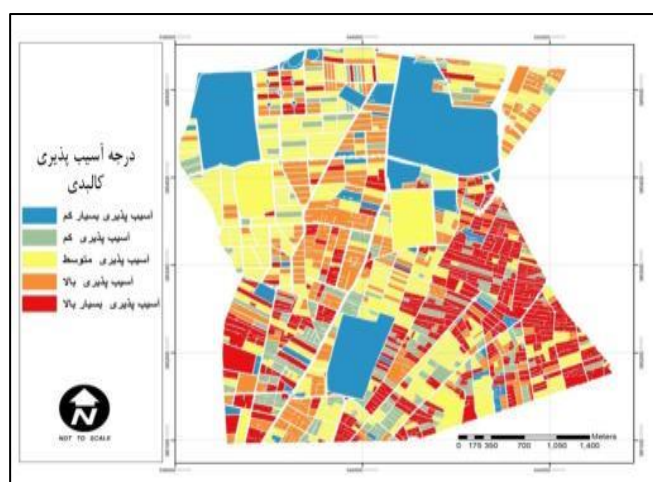 درجه آسیب پذیری
کالبدی
آسیب پذیری بسیار کم
آسیب پذیری کم
آسیب پذیری متوسط
آسیب پذیری بالا
آسیب پذیری بسیار بالا
N
NOT TO SCALE
Meters
0 175 350 700 1,050 1,400